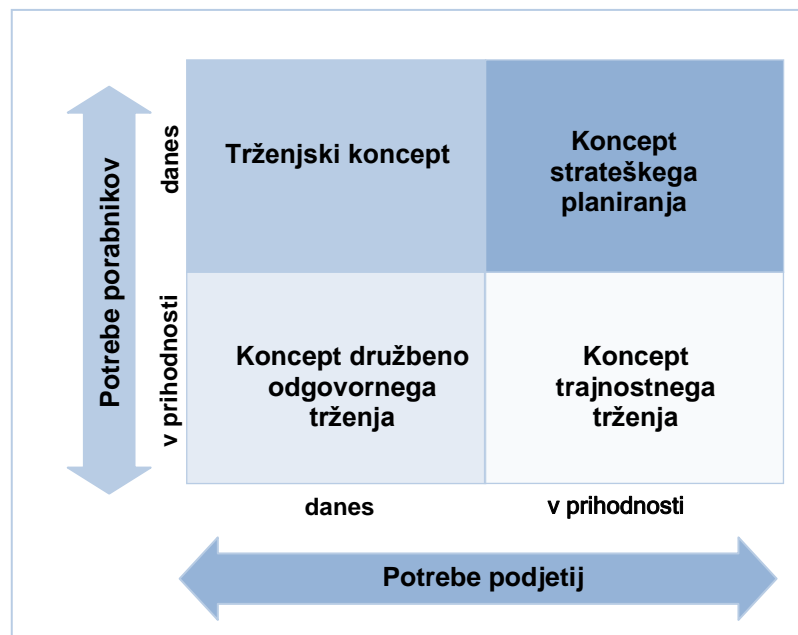 Potrebe porabnikov
danes
v prihodnosti
Trženjski koncept
Koncept
strateškega
planiranja
Koncept družbeno
odgovornega
trženja
Koncept
trajnostnega
trženja
danes
v prihodnosti
Potrebe podjetij